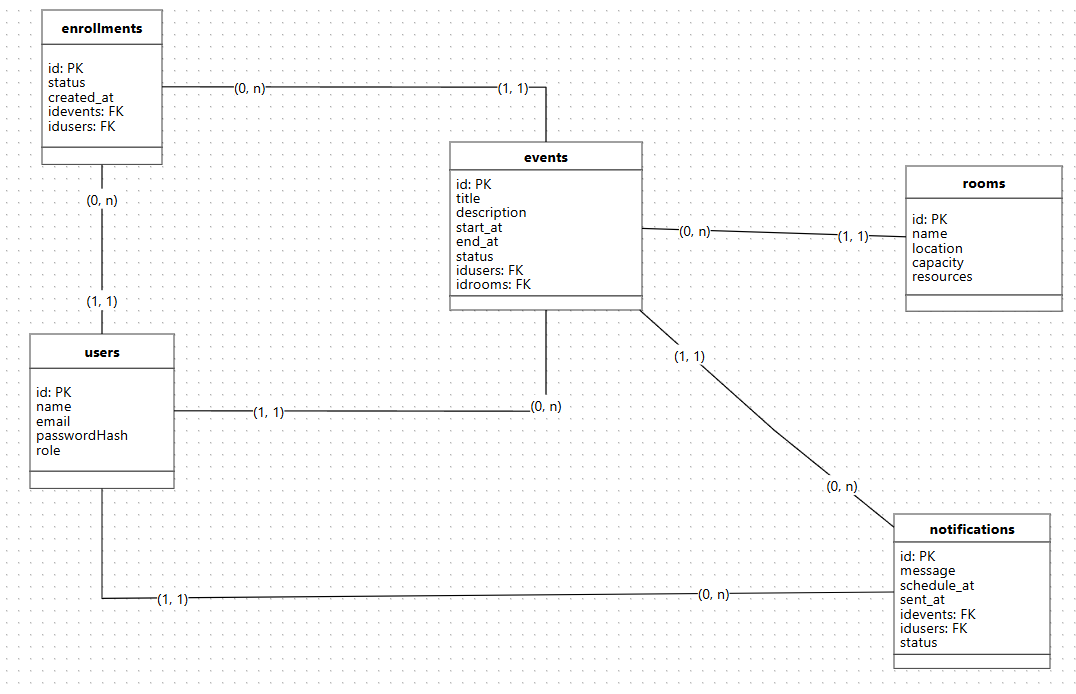 enrollments
id: PK
status
created_at
idevents: FK
idusers: FK
(0, n)
(1, 1)
events
id: PK
title
description
start_at
end_at
status
idusers: FK
idrooms: FK
(0, n)
(1, 1)
rooms
id: PK
name
location
capacity
resources
(0, n)
(1, 1)
users
id: PK
name
email
passwordHash
role
(1, 1)
(0, n)
(1, 1)
(0, n)
notifications
id: PK
message
schedule_at
sent_at
idevents: FK
idusers: FK
status
(1, 1)
(0, n)